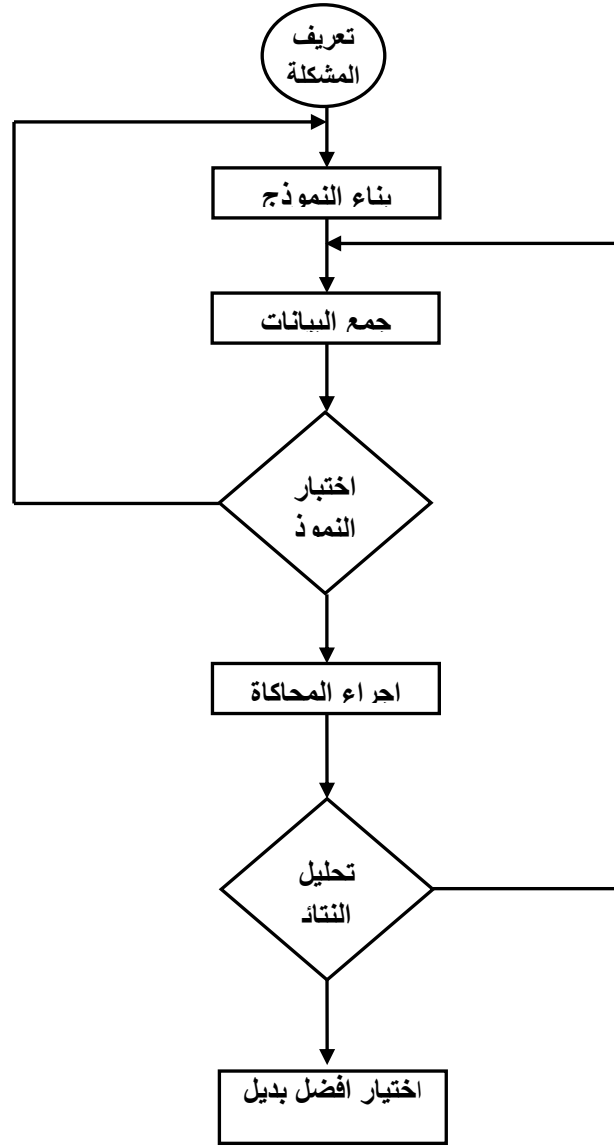 تعريف
المشكلة
بناء النموذج
جمع البيانات
اختبار
النموذ
اجراء المحاكاة
تحليل
النتائ
اختيار افضل بديل